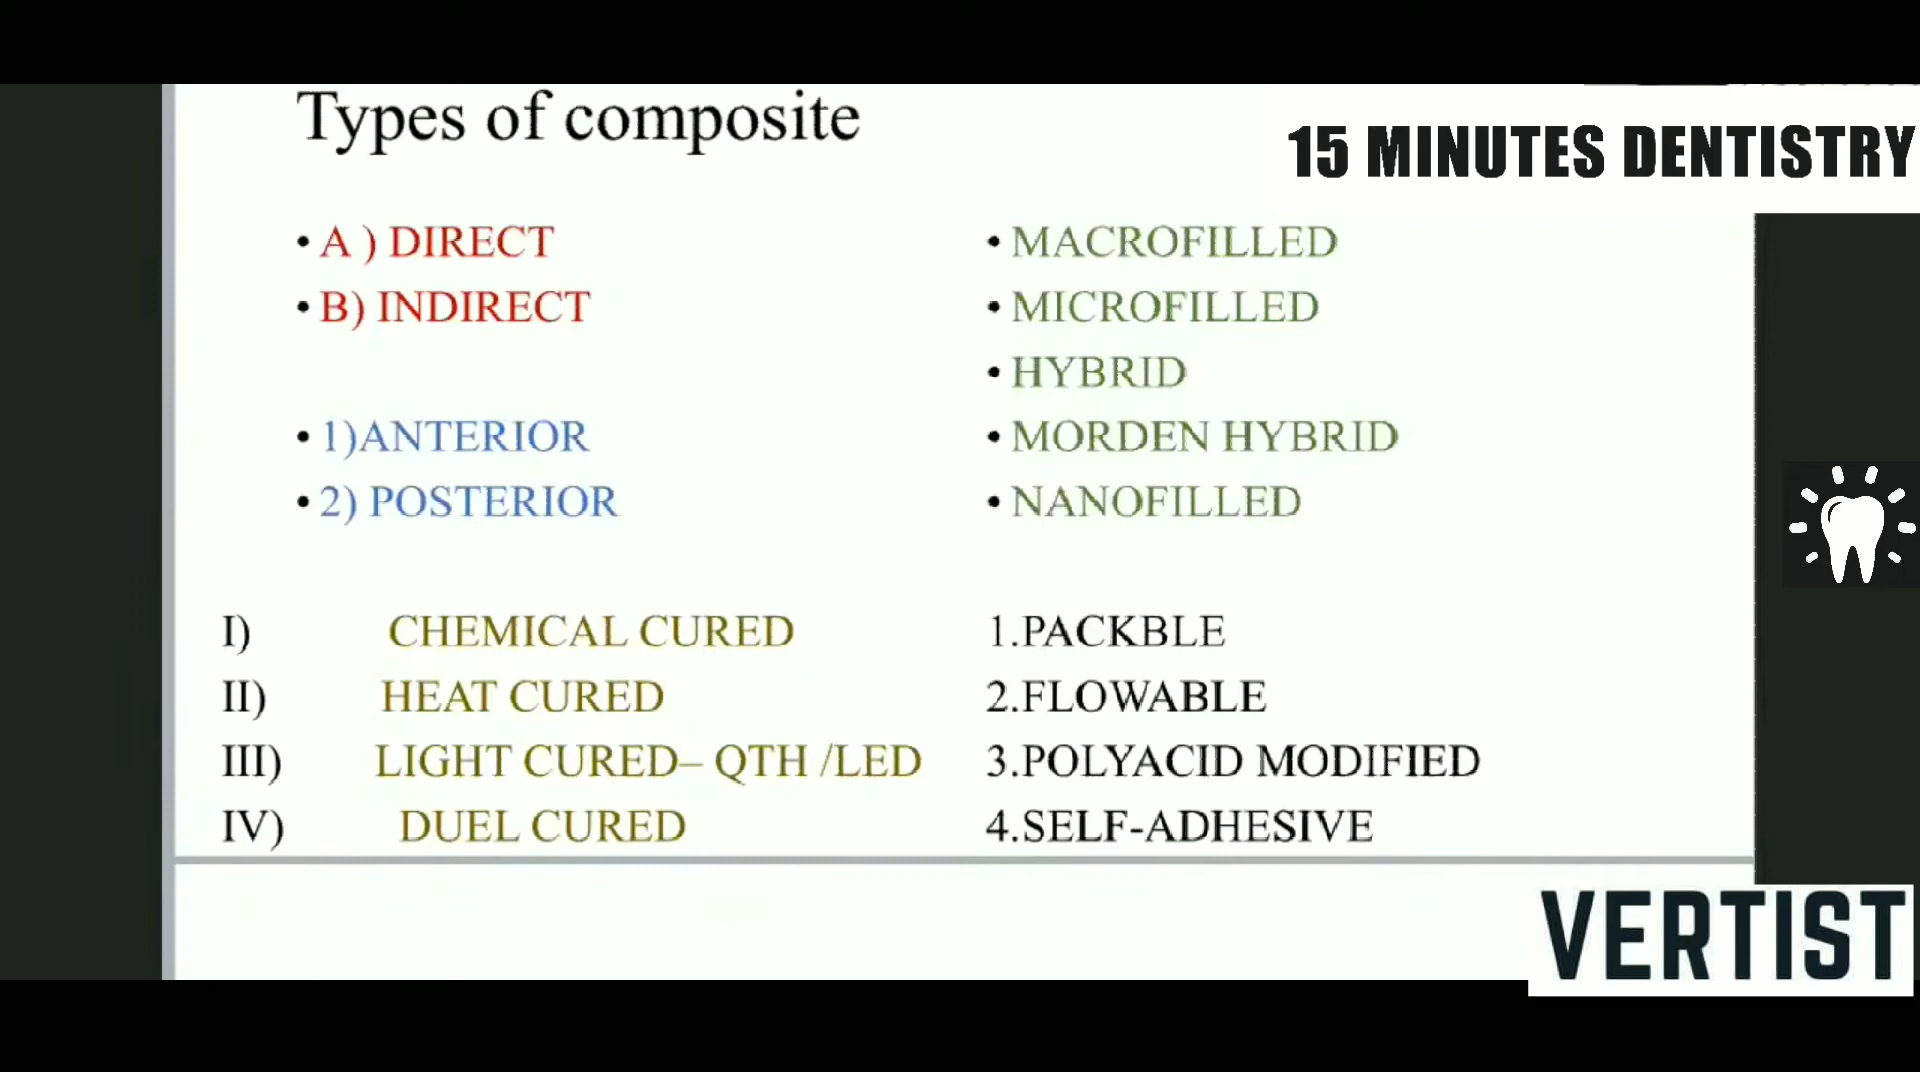 Types of composite
15 MINUTES DENTISTRY
• A ) DIRECT
• B) INDIRECT
• 1)ANTERIOR
• 2) POSTERIOR
• MACROFILLED
• MICROFILLED
• HYBRID
• MORDEN HYBRID
• NANOFILLED
I) CHEMICAL CURED
II) HEAT CURED
III) LIGHT CURED– QTH /LED
IV) DUEL CURED
1.PACKBLE
2.FLOWABLE
3.POLYACID MODIFIED
4.SELF-ADHESIVE
VERTIST